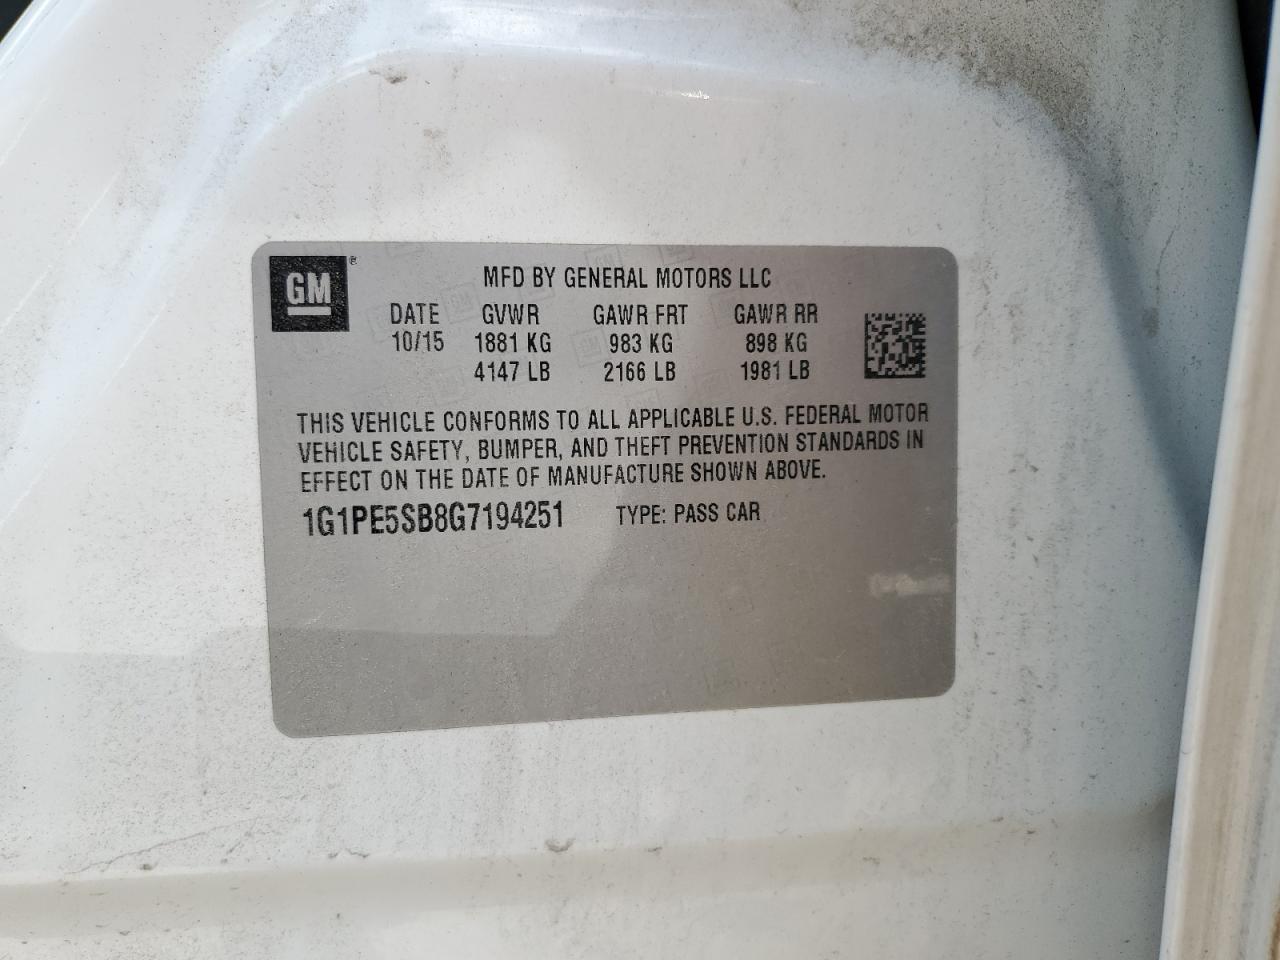 GM ®
MFD BY GENERAL MOTORS LLC
DATE GVWR GAWR FRT GAWR RR
10/15 1881 KG 983 KG 898 KG
4147 LB 2166 LB 1981 LB
THIS VEHICLE CONFORMS TO ALL APPLICABLE U.S. FEDERAL MOTOR
VEHICLE SAFETY, BUMPER, AND THEFT PREVENTION STANDARDS IN
EFFECT ON THE DATE OF MANUFACTURE SHOWN ABOVE.
1G1PE5SB8G7194251 TYPE: PASS CAR